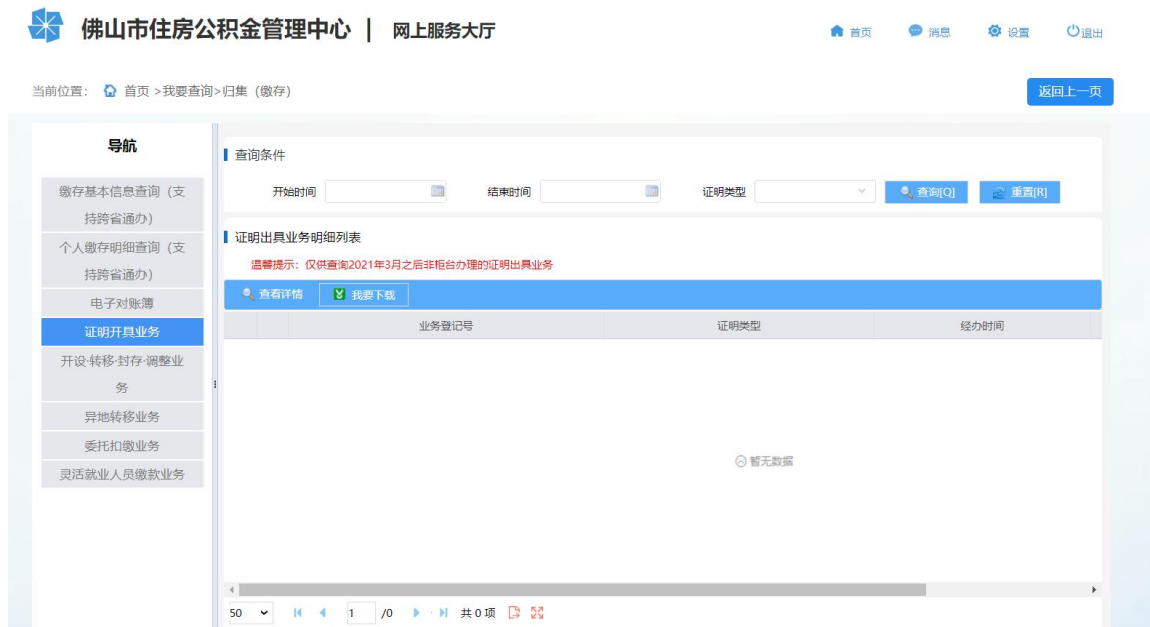 佛山市住房公积金管理中心 | 网上服务大厅
首页 消息 设置 退出
当前位置： 首页 >我要查询>归集（缴存）
返回上一页
导航
缴存基本信息查询（支
持跨省通办）
个人缴存明细查询（支
持跨省通办）
电子对账簿
证明开具业务
开设·转移·封存·调整业
务
异地转移业务
委托扣缴业务
灵活就业人员缴款业务
查询条件
开始时间 结束时间 证明类型 查询[Q] 重置[R]
证明出具业务明细列表
温馨提示：仅供查询2021年3月之后非柜台办理的证明出具业务
查看详情 我要下载
业务登记号 证明类型 经办时间
暂无数据
50 1 /0 共 0 项